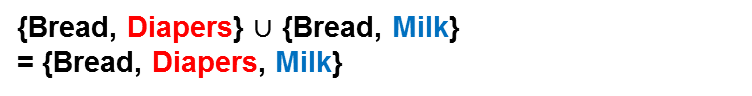 {Bread, Diapers} ∪ {Bread, Milk}
= {Bread, Diapers, Milk}